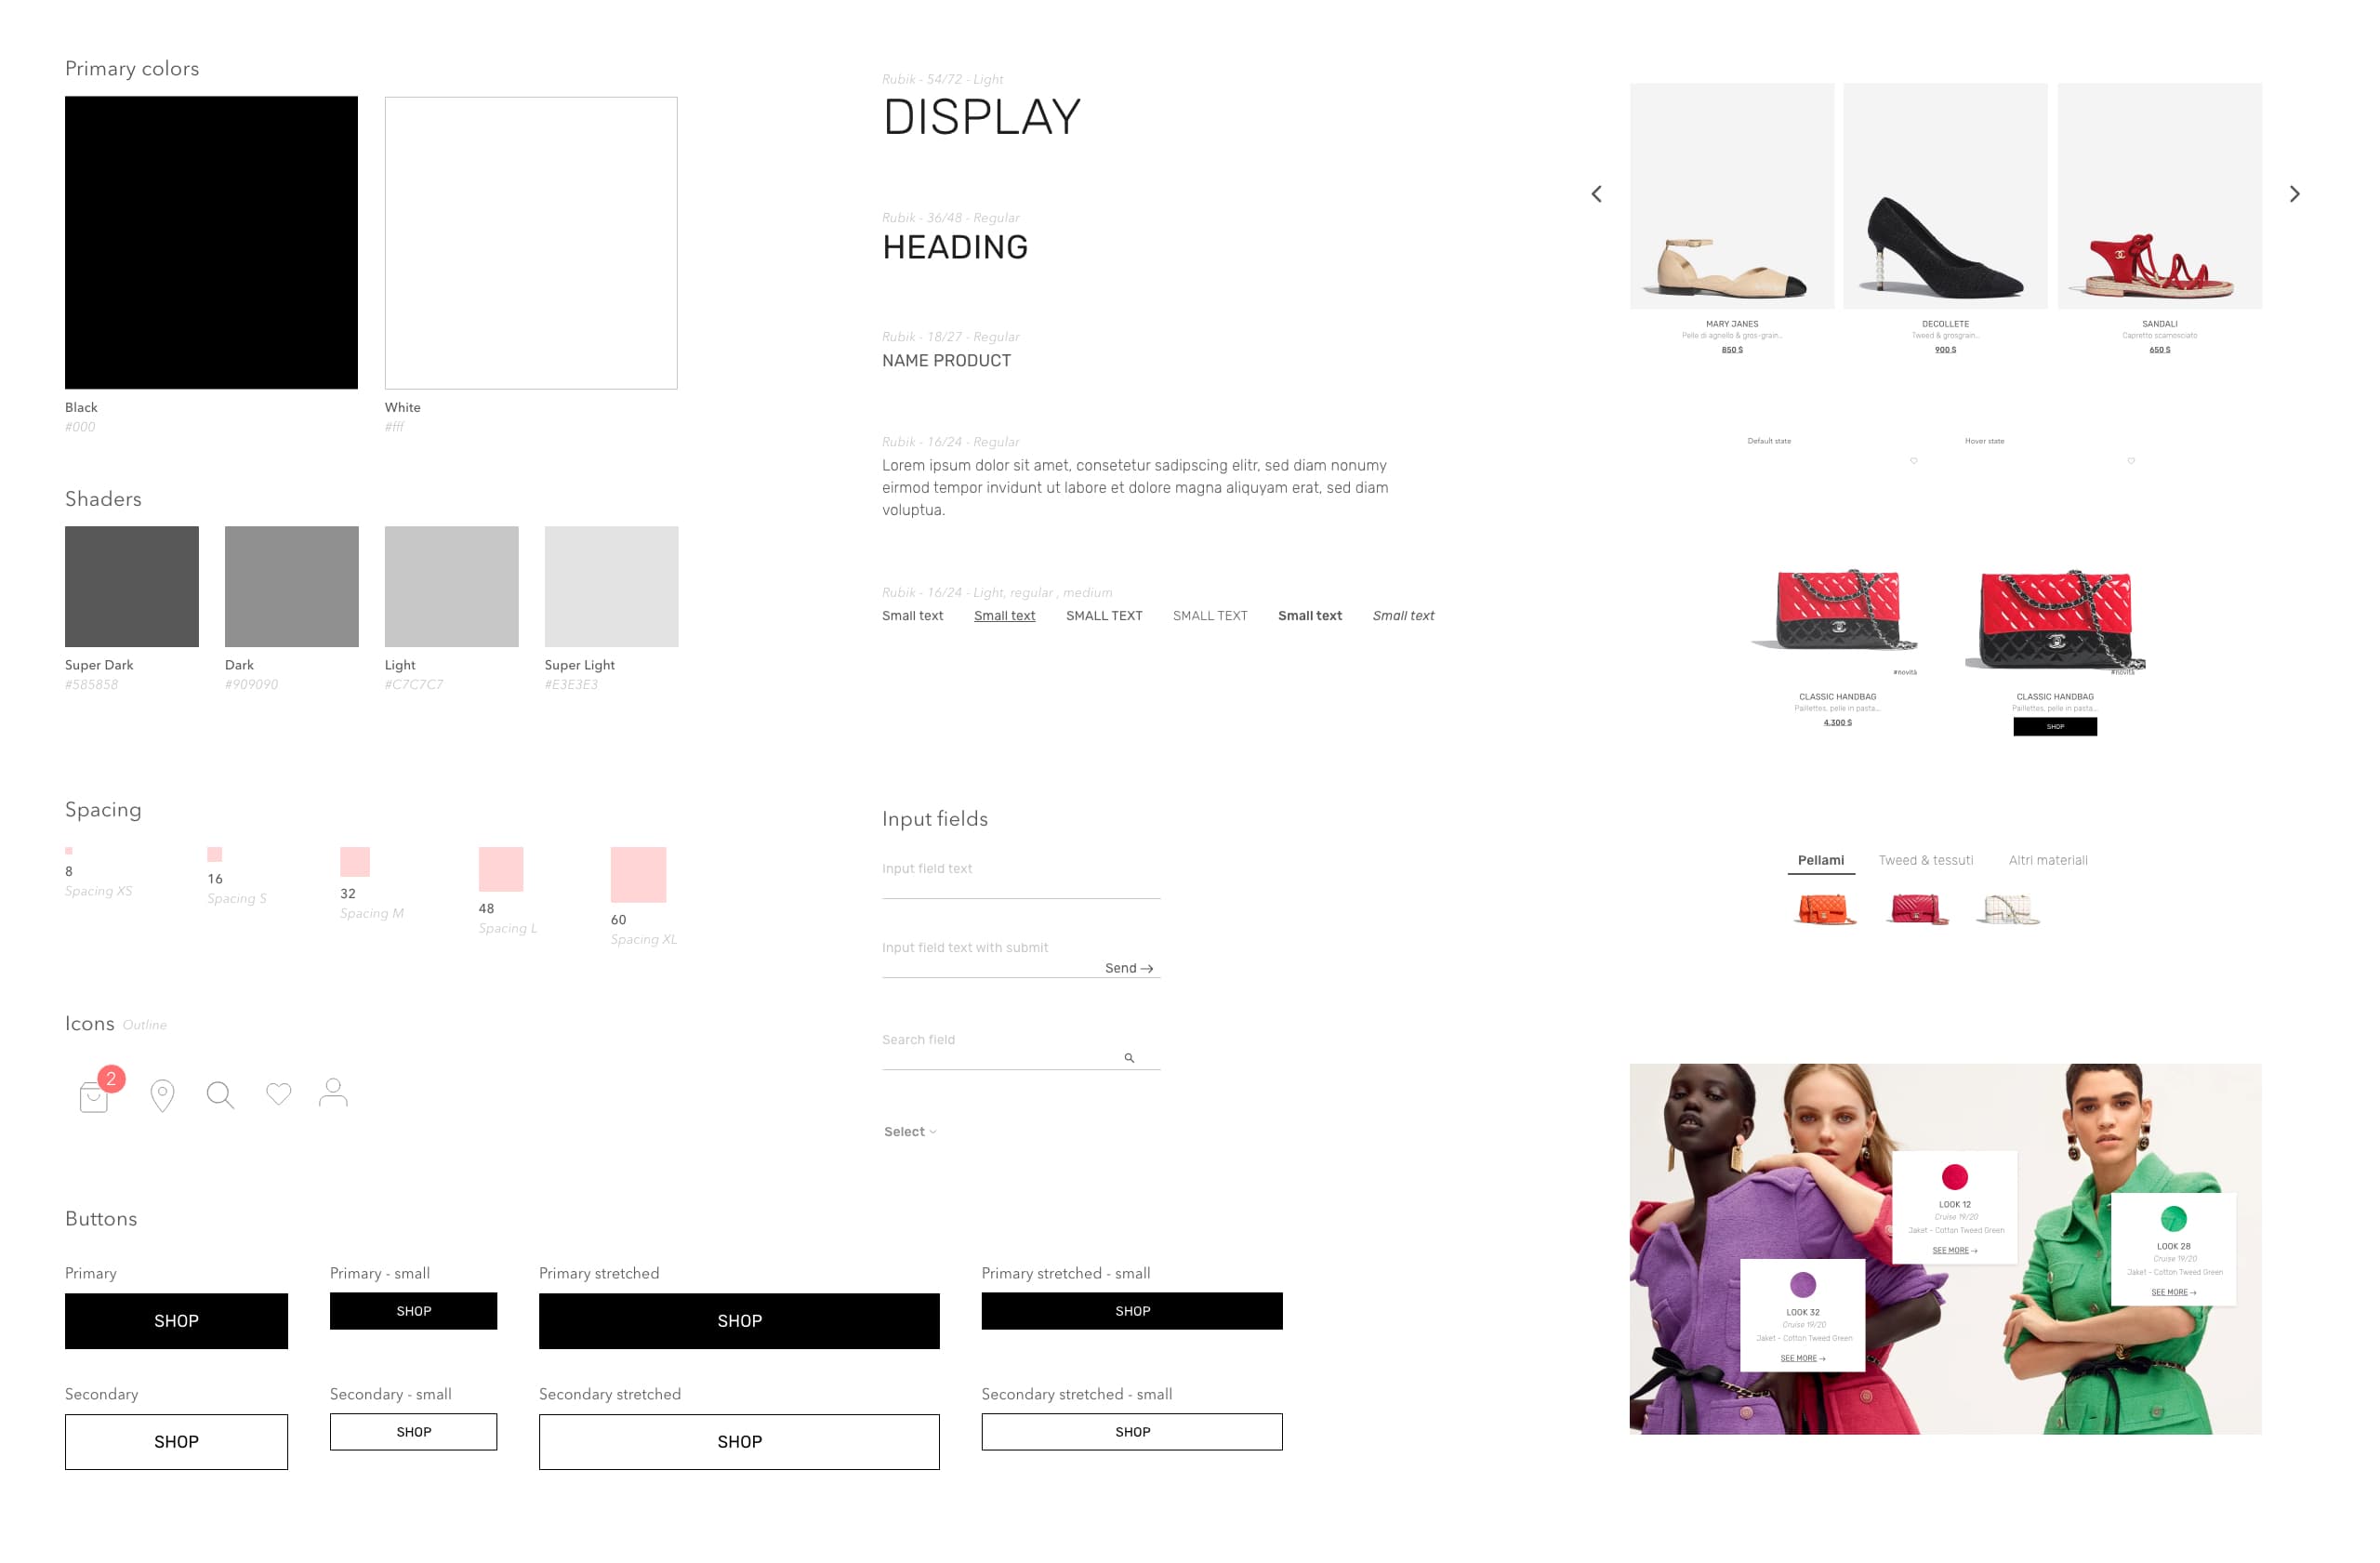 Primary colors
Black
#000
White
#fff
Shaders
Super Dark
#585858
Dark
#909090
Light
#C7C7C7
Super Light
#E3E3E3
Spacing
8
Spacing XS
16
Spacing S
32
Spacing M
48
Spacing L
60
Spacing XL
Icons Outline
2
Buttons
Primary
SHOP
Primary - small
SHOP
Primary stretched
SHOP
Primary stretched - small
SHOP
Secondary
SHOP
Secondary - small
SHOP
Secondary stretched
SHOP
Secondary stretched - small
SHOP
Rubik - 54/72 - Light
DISPLAY
Rubik - 36/48 - Regular
HEADING
Rubik - 18/27 - Regular
NAME PRODUCT
Rubik - 16/24 - Regular
Lorem ipsum dolor sit amet, consetetur sadipscing elitr, sed diam nonumy
eirmod tempor invidunt ut labore et dolore magna aliquyam erat, sed diam
voluptua.
Rubik - 16/24 - Light, regular , medium
Small text Small text SMALL TEXT SMALL TEXT Small text Small text
Input fields
Input field text
Input field text with submit
Send →
Search field
Select
MARY JANES
Pelle di agnello & gros-grain...
850 $
DECOLLETE
Tweed & grosgrain...
900 $
SANDALI
Capretto scamosciato
650 $
Default state
#novità
CLASSIC HANDBAG
Paillettes, pelle in pasta...
4.300 $
Hover state
#novità
CLASSIC HANDBAG
Paillettes, pelle in pasta...
SHOP
Pellami Tweed & tessuti Altri materiali
LOOK 12
Cruise 19/20
Jaket - Cotton Tweed Green
SEE MORE →
LOOK 28
Cruise 19/20
Jaket - Cotton Tweed Green
SEE MORE →
LOOK 32
Cruise 19/20
Jaket - Cotton Tweed Green
SEE MORE →